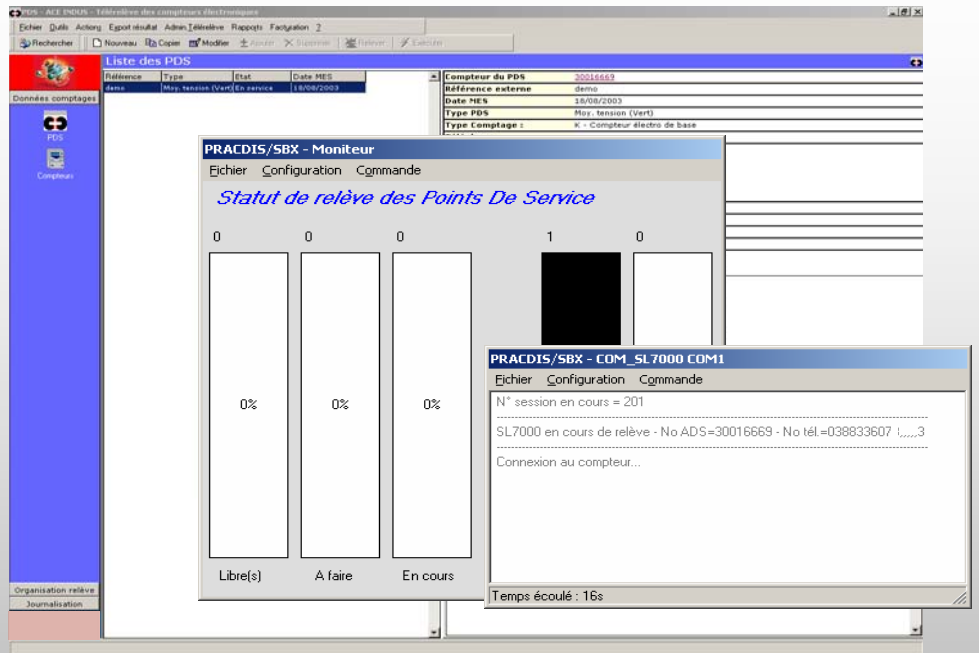 PDS - ACE INDUS - Télérelève des compteurs électroniques
Fichier Outils Actions Export résultat Admin.Télérelève Rapports Facturation ?
Rechercher Nouveau Copier Modifier Ajouter Supprimer Relever Exécuter
Liste des PDS
Référence Type Etat Date MES
demo Moy. tension (Vert) En service 18/08/2003
Données comptages
PDS
Compteurs
Organisation relève
Journalisation
Compteur du PDS 30016669
Référence externe demo
Date MES 18/08/2003
Type PDS Moy. tension (Vert)
Type Comptage : K - Compteur électro de base
PRACDIS/SBX - Moniteur
Fichier Configuration Commande
Statut de relève des Points De Service
0 0 0 1 0
0% 0% 0%
Libre(s) A faire En cours
PRACDIS/SBX - COM_SL7000 COM1
Fichier Configuration Commande
N° session en cours = 201
SL7000 en cours de relève - No ADS=30016669 - No tél.=038833607 ,,,,,3
Connexion au compteur...
Temps écoulé : 16s